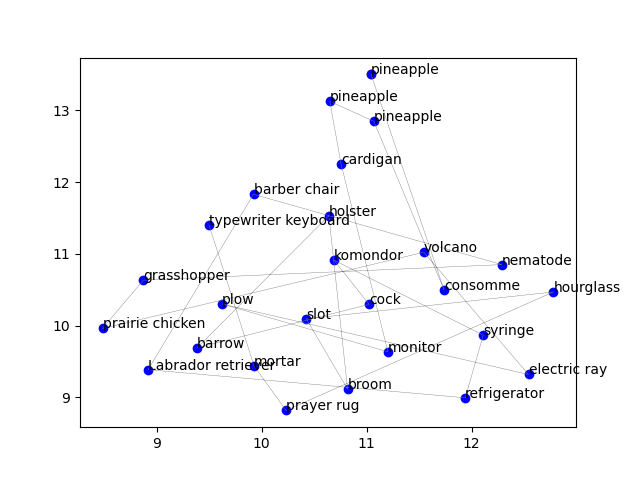 pineapple
pineapple
13
pineapple
cardigan
12
barber chair
holster
typewriter keyboard
volcano
11
komondor
nematode
grasshopper
consomme
hourglass
plow
cock
slot
10
prairie chicken
syringe
barrow
monitor
mortar
Labrador retriever
electric ray
broom
refrigerator
9
prayer rug
9 10 11 12